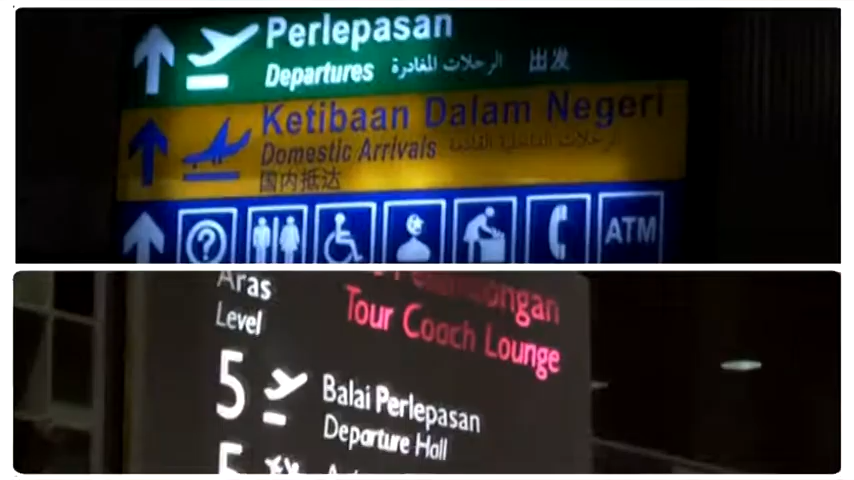 Perlepasan
Departures الرحلات المغادرة 出发
Ketibaan Dalam Negeri
Domestic Arrivals
国内抵达
ATM
Aras
Level
Tour Coach Lounge
5 Balai Perlepasan
Departure Hall